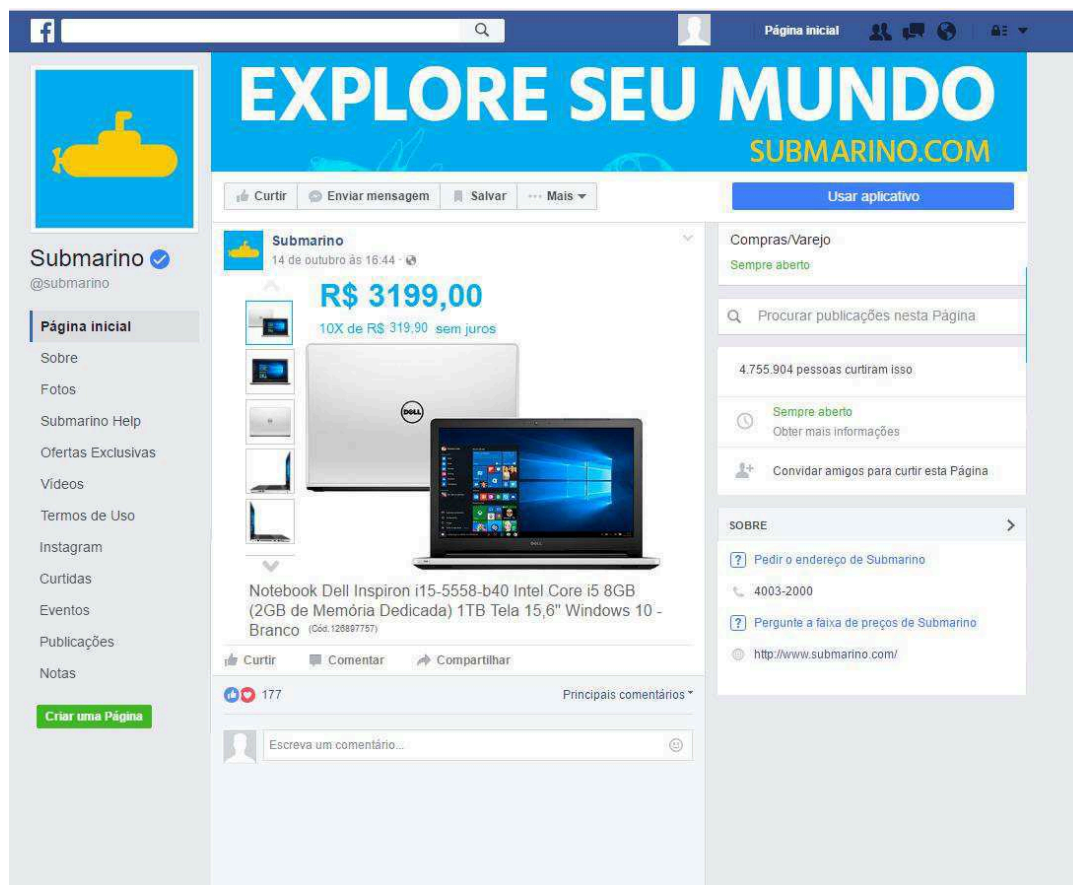 f
Página inicial
EXPLORE SEU MUNDO
SUBMARINO.COM
Curtir
Enviar mensagem
Salvar
Mais
Usar aplicativo
Submarino
@submarino
Página inicial
Sobre
Fotos
Submarino Help
Ofertas Exclusivas
Vídeos
Termos de Uso
Instagram
Curtidas
Eventos
Publicações
Notas
Criar uma Página
Submarino
14 de outubro às 16:44 ·
R$ 3199,00
10X de R$ 319,90 sem juros
DELL
DELL
Notebook Dell Inspiron i15-5558-b40 Intel Core i5 8GB
(2GB de Memória Dedicada) 1TB Tela 15,6" Windows 10 -
Branco (Cód.126897757)
Curtir
Comentar
Compartilhar
177
Principais comentários
Escreva um comentário...
Compras/Varejo
Sempre aberto
Procurar publicações nesta Página
4.755.904 pessoas curtiram isso
Sempre aberto
Obter mais informações
Convidar amigos para curtir esta Página
SOBRE
? Pedir o endereço de Submarino
4003-2000
? Pergunte a faixa de preços de Submarino
http://www.submarino.com/